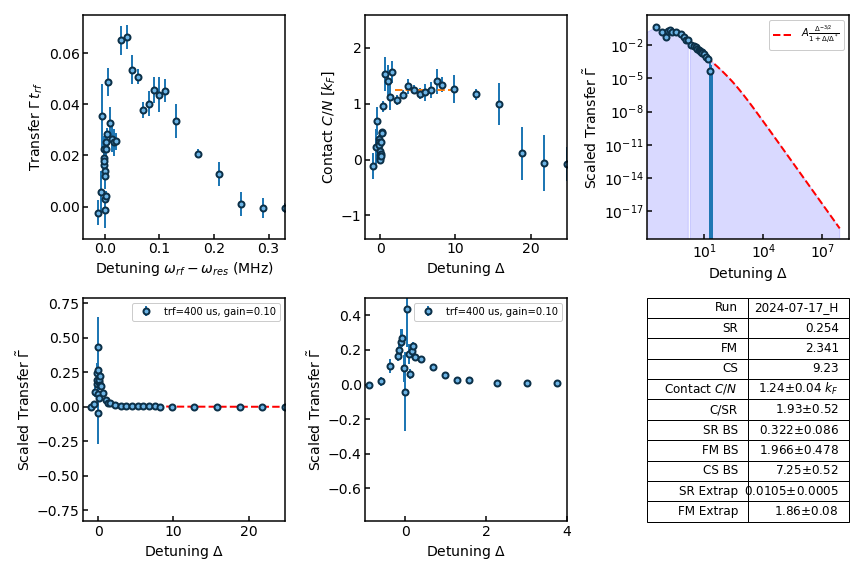 Transfer Γ t_rf
0.06
0.04
0.02
0.00
0.0 0.1 0.2 0.3
Detuning ω_rf − ω_res (MHz)
Contact C/N [k_F]
2
1
0
−1
0 10 20
Detuning Δ
Scaled Transfer Γ̃
10^−2
10^−5
10^−8
10^−11
10^−14
10^−17
10^1 10^4 10^7
Detuning Δ
Scaled Transfer Γ̃
0.75
0.50
0.25
0.00
−0.25
−0.50
−0.75
0 10 20
Detuning Δ
trf=400 us, gain=0.10
Scaled Transfer Γ̃
0.4
0.2
0.0
−0.2
−0.4
−0.6
0 2 4
Detuning Δ
trf=400 us, gain=0.10
Run 2024-07-17_H
SR 0.254
FM 2.341
CS 9.23
Contact C/N 1.24±0.04 k_F
C/SR 1.93±0.52
SR BS 0.322±0.086
FM BS 1.966±0.478
CS BS 7.25±0.52
SR Extrap 0.0105±0.0005
FM Extrap 1.86±0.08